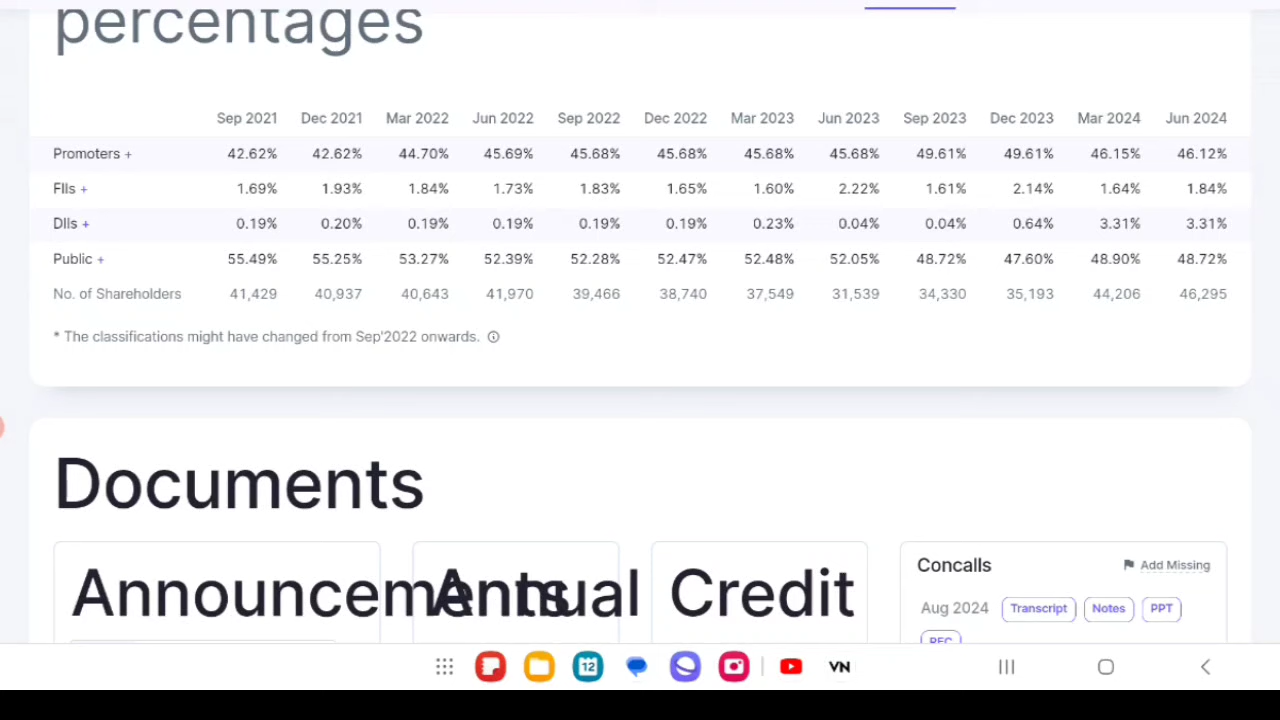 percentages
Sep 2021 Dec 2021 Mar 2022 Jun 2022 Sep 2022 Dec 2022 Mar 2023 Jun 2023 Sep 2023 Dec 2023 Mar 2024 Jun 2024
Promoters + 42.62% 42.62% 44.70% 45.69% 45.68% 45.68% 45.68% 45.68% 49.61% 49.61% 46.15% 46.12%
FIIs + 1.69% 1.93% 1.84% 1.73% 1.83% 1.65% 1.60% 2.22% 1.61% 2.14% 1.64% 1.84%
DIIs + 0.19% 0.20% 0.19% 0.19% 0.19% 0.19% 0.23% 0.04% 0.04% 0.64% 3.31% 3.31%
Public + 55.49% 55.25% 53.27% 52.39% 52.28% 52.47% 52.48% 52.05% 48.72% 47.60% 48.90% 48.72%
No. of Shareholders 41,429 40,937 40,643 41,970 39,466 38,740 37,549 31,539 34,330 35,193 44,206 46,295
* The classifications might have changed from Sep'2022 onwards.
Documents
Announcements Annual Credit
Concalls Add Missing
Aug 2024 Transcript Notes PPT
REC
12 VN